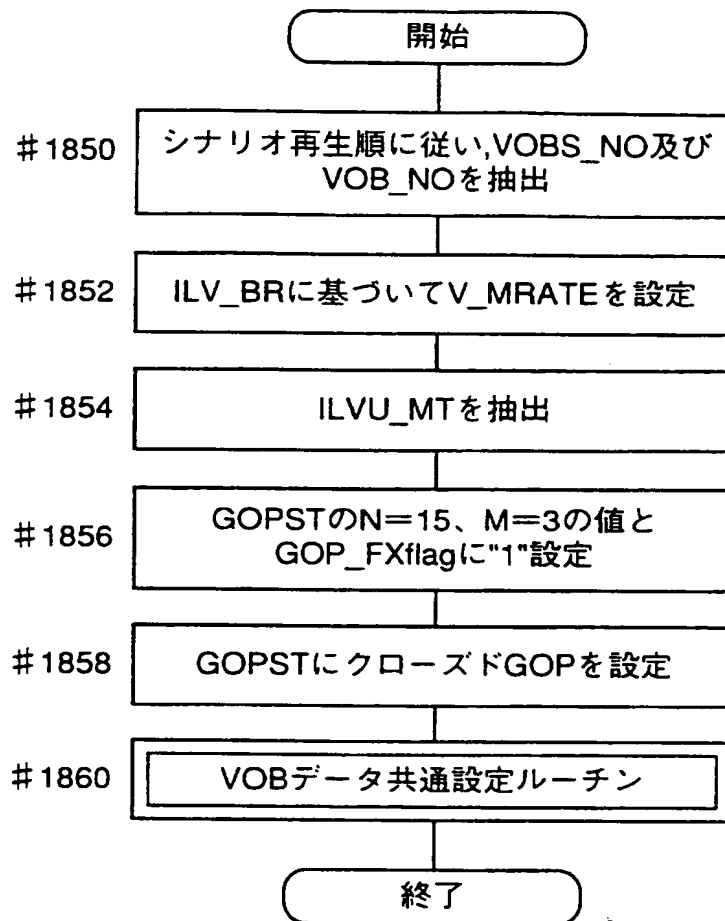 開始
#1850
シナリオ再生順に従い,VOBS_NO及び
VOB_NOを抽出
#1852
ILV_BRに基づいてV_MRATEを設定
#1854
ILVU_MTを抽出
#1856
GOPSTのN=15、M=3の値と
GOP_FXflagに"1"設定
#1858
GOPSTにクローズドGOPを設定
#1860
VOBデータ共通設定ルーチン
終了